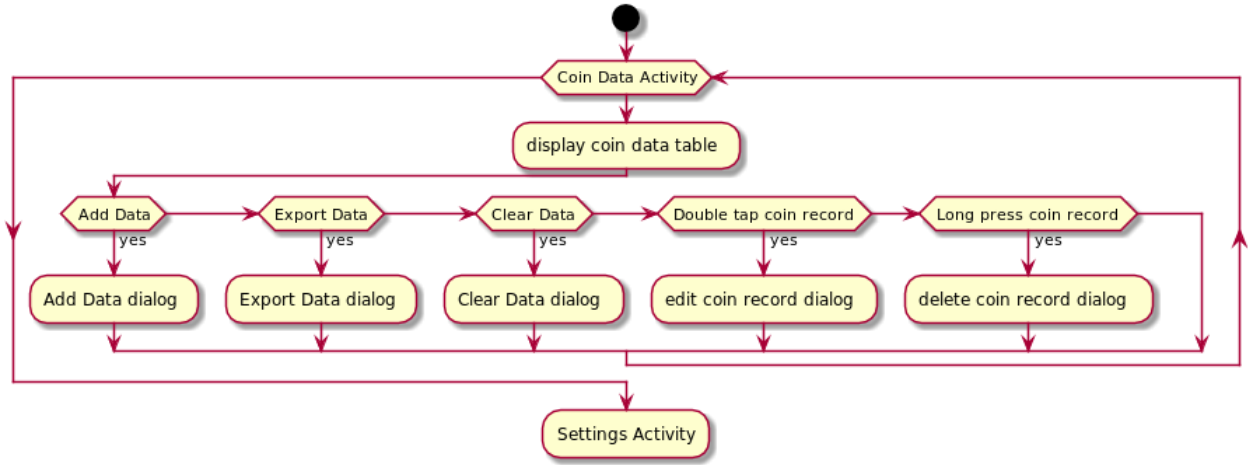 Coin Data Activity
display coin data table
Add Data
Export Data
Clear Data
Double tap coin record
Long press coin record
yes
yes
yes
yes
yes
Add Data dialog
Export Data dialog
Clear Data dialog
edit coin record dialog
delete coin record dialog
Settings Activity